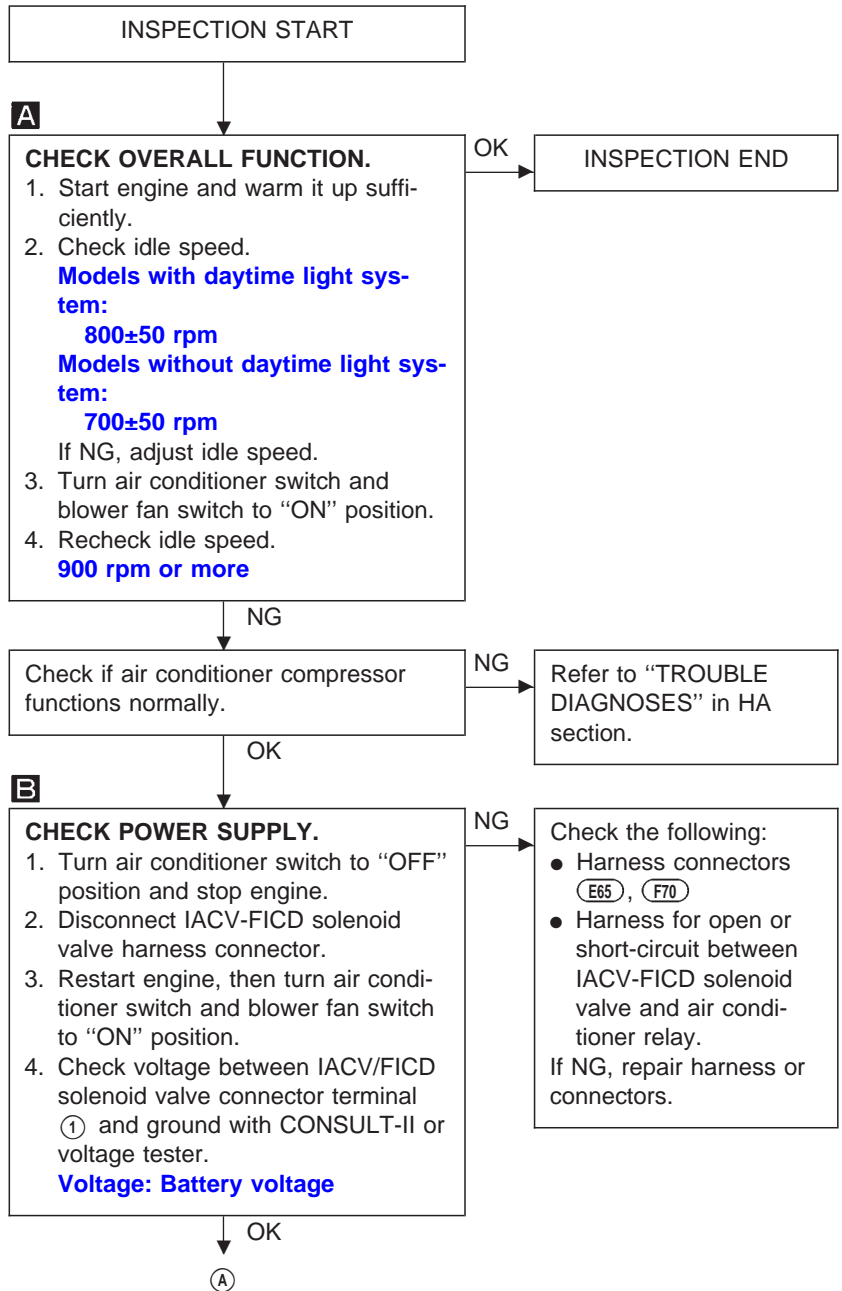 INSPECTION START
A
CHECK OVERALL FUNCTION.
1. Start engine and warm it up suffi-
ciently.
2. Check idle speed.
Models with daytime light sys-
tem:
800±50 rpm
Models without daytime light sys-
tem:
700±50 rpm
If NG, adjust idle speed.
3. Turn air conditioner switch and
blower fan switch to ‘‘ON’’ position.
4. Recheck idle speed.
900 rpm or more
OK
INSPECTION END
NG
Check if air conditioner compressor
functions normally.
NG
Refer to ‘‘TROUBLE
DIAGNOSES’’ in HA
section.
OK
B
CHECK POWER SUPPLY.
1. Turn air conditioner switch to ‘‘OFF’’
position and stop engine.
2. Disconnect IACV-FICD solenoid
valve harness connector.
3. Restart engine, then turn air condi-
tioner switch and blower fan switch
to ‘‘ON’’ position.
4. Check voltage between IACV/FICD
solenoid valve connector terminal
① and ground with CONSULT-II or
voltage tester.
Voltage: Battery voltage
NG
Check the following:
● Harness connectors
E65, F70
● Harness for open or
short-circuit between
IACV-FICD solenoid
valve and air condi-
tioner relay.
If NG, repair harness or
connectors.
OK
Ⓐ